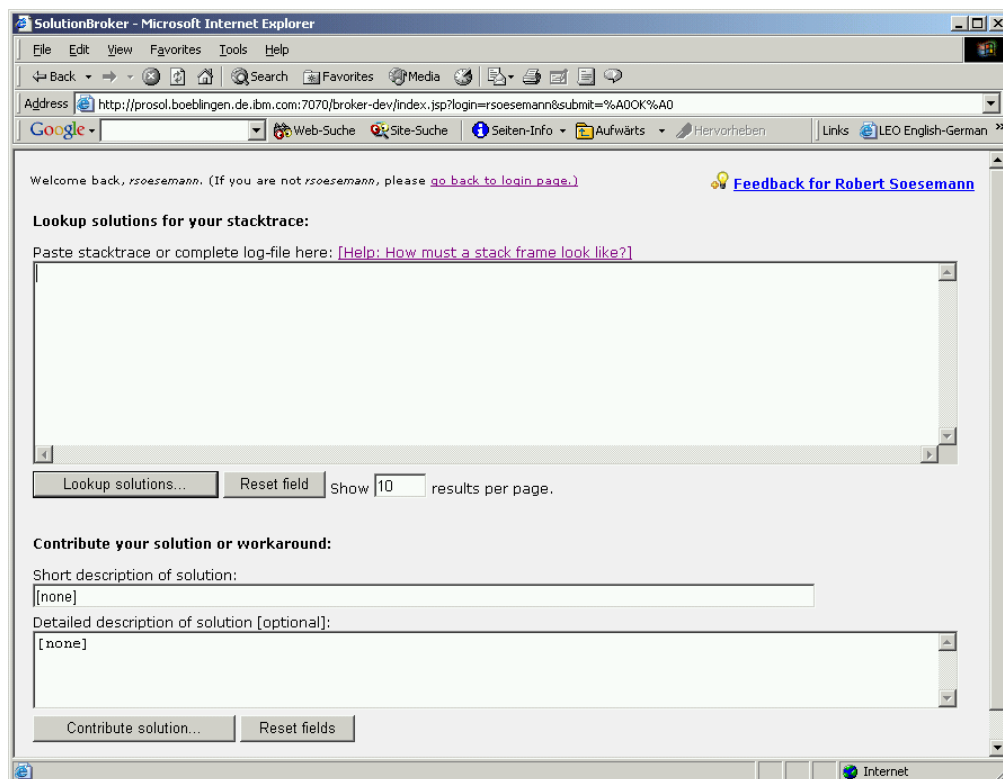 SolutionBroker - Microsoft Internet Explorer
File Edit View Favorites Tools Help
Back Search Favorites Media
Address http://prosol.boeblingen.de.ibm.com:7070/broker-dev/index.jsp?login=rsoesemann&submit=%A0OK%A0
Google Web-Suche Site-Suche Seiten-Info Aufwärts Hervorheben Links LEO English-German »
Welcome back, rsoesemann. (If you are not rsoesemann, please go back to login page.)
Feedback for Robert Soesemann
Lookup solutions for your stacktrace:
Paste stacktrace or complete log-file here: [Help: How must a stack frame look like?]
Lookup solutions... Reset field Show 10 results per page.
Contribute your solution or workaround:
Short description of solution:
[none]
Detailed description of solution [optional]:
[none]
Contribute solution... Reset fields
Internet